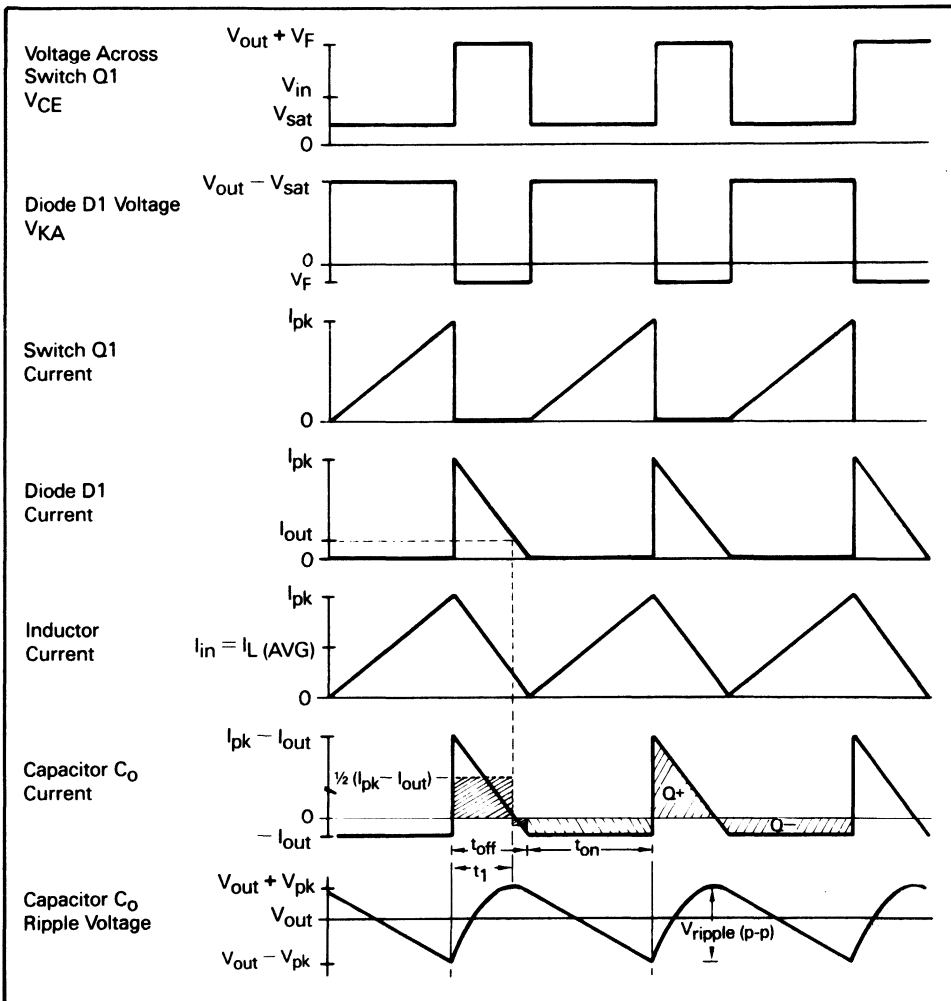 Voltage Across
Switch Q1
VCE
Vout + VF
Vin
Vsat
0
Diode D1 Voltage
VKA
Vout – Vsat
0
VF
Switch Q1
Current
Ipk
0
Diode D1
Current
Ipk
Iout
0
Inductor
Current
Ipk
Iin = IL (AVG)
0
Capacitor Co
Current
Ipk – Iout
½ (Ipk – Iout)
0
– Iout
Q+
Q–
toff
ton
t1
Capacitor Co
Ripple Voltage
Vout + Vpk
Vout
Vout – Vpk
Vripple (p-p)